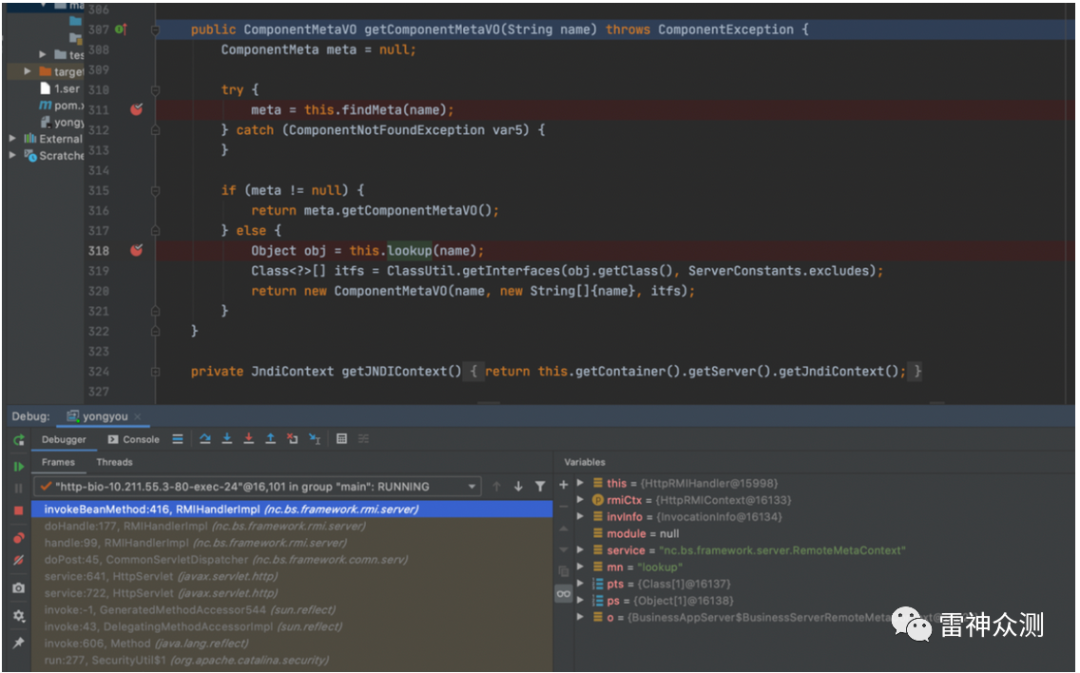 ma
306
307 public ComponentMetaVO getComponentMetaVO(String name) throws ComponentException {
308 ComponentMeta meta = null;
tes
309
target
310 try {
1.ser
311 meta = this.findMeta(name);
pom.x
312 } catch (ComponentNotFoundException var5) {
yongy
313 }
External
Scratche
314
315 if (meta != null) {
316 return meta.getComponentMetaVO();
317 } else {
318 Object obj = this.lookup(name);
319 Class<?>[] itfs = ClassUtil.getInterfaces(obj.getClass(), ServerConstants.excludes);
320 return new ComponentMetaVO(name, new String[]{name}, itfs);
321 }
322 }
323
324 private JndiContext getJNDIContext() { return this.getContainer().getServer().getJndiContext(); }
327
Debug: yongyou ×
Debugger Console
Frames Threads
"http-bio-10.211.55.3-80-exec-24"@16,101 in group "main": RUNNING
invokeBeanMethod:416, RMIHandlerImpl (nc.bs.framework.rmi.server)
doHandle:177, RMIHandlerImpl (nc.bs.framework.rmi.server)
handle:99, RMIHandlerImpl (nc.bs.framework.rmi.server)
doPost:45, CommonServletDispatcher (nc.bs.framework.comn.serv)
service:641, HttpServlet (javax.servlet.http)
service:722, HttpServlet (javax.servlet.http)
invoke:-1, GeneratedMethodAccessor544 (sun.reflect)
invoke:43, DelegatingMethodAccessorImpl (sun.reflect)
invoke:606, Method (java.lang.reflect)
run:277, SecurityUtil$1 (org.apache.catalina.security)
Variables
this = {HttpRMIHandler@15998}
rmiCtx = {HttpRMIContext@16133}
invInfo = {InvocationInfo@16134}
module = null
service = "nc.bs.framework.server.RemoteMetaContext"
mn = "lookup"
pts = {Class[1]@16137}
ps = {Object[1]@16138}
o = {BusinessAppServer$BusinessServerRemoteMeta
雷神众测